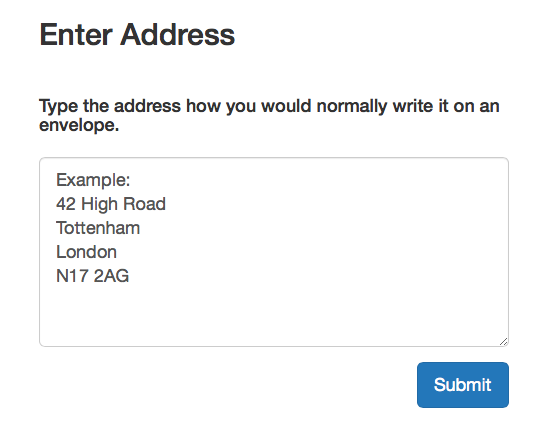 Enter Address
Type the address how you would normally write it on an
envelope.
Example:
42 High Road
Tottenham
London
N17 2AG
Submit